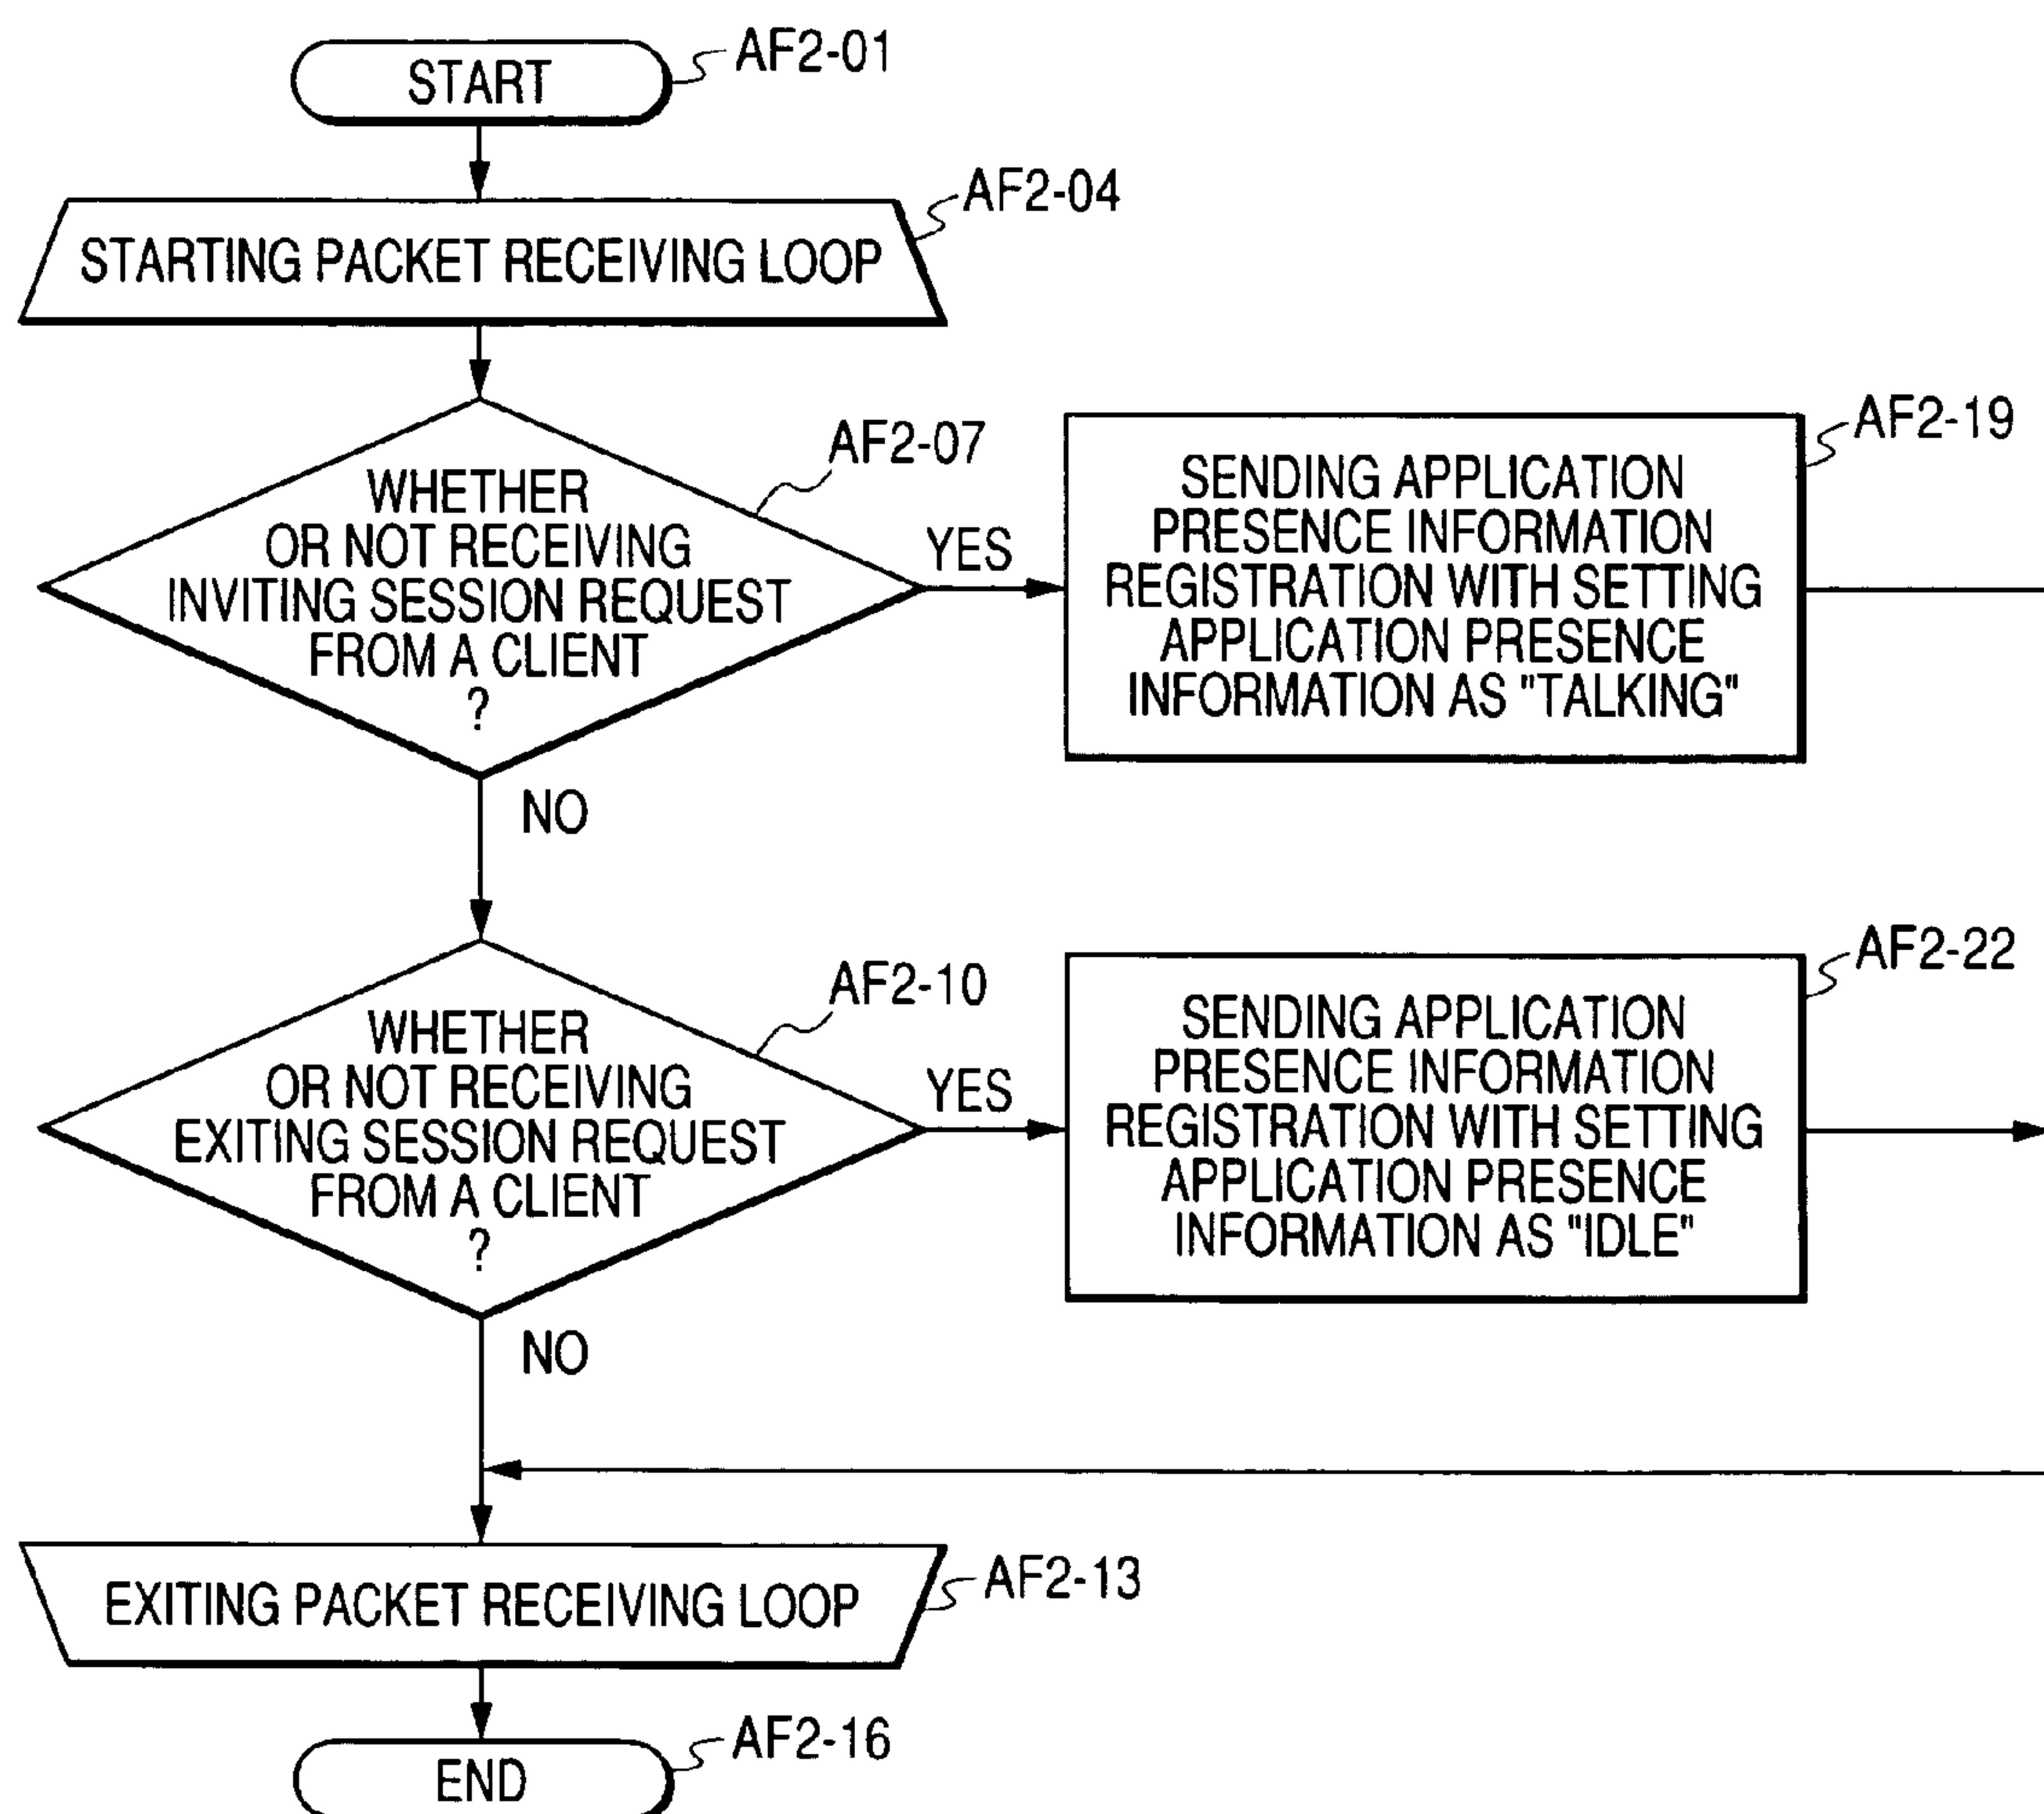 START
AF2-01
STARTING PACKET RECEIVING LOOP
AF2-04
WHETHER
OR NOT RECEIVING
INVITING SESSION REQUEST
FROM A CLIENT
?
AF2-07
YES
NO
SENDING APPLICATION
PRESENCE INFORMATION
REGISTRATION WITH SETTING
APPLICATION PRESENCE
INFORMATION AS "TALKING"
AF2-19
WHETHER
OR NOT RECEIVING
EXITING SESSION REQUEST
FROM A CLIENT
?
AF2-10
YES
NO
SENDING APPLICATION
PRESENCE INFORMATION
REGISTRATION WITH SETTING
APPLICATION PRESENCE
INFORMATION AS "IDLE"
AF2-22
EXITING PACKET RECEIVING LOOP
AF2-13
END
AF2-16